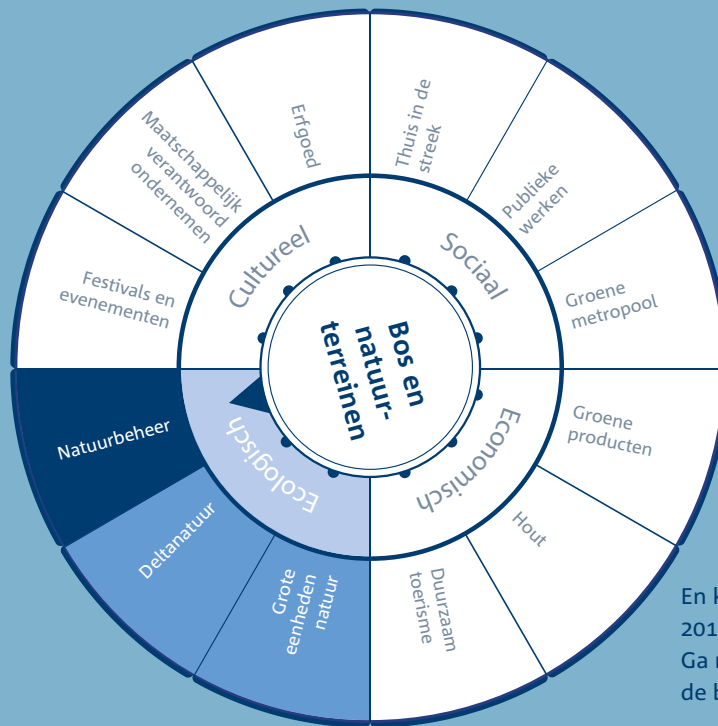 Erfgoed
Thuis in de
streek
Publieke
werken
Groene
metropool
Groene
producten
Hout
Duurzaam
toerisme
Grote
eenheden
natuur
Deltanatuur
Natuurbeheer
Festivals en
evenementen
Maatschappelijk
verantwoord
ondernemen
Cultureel
Sociaal
Economisch
Ecologisch
Bos en
natuur-
terreinen
En
201
Ga
de